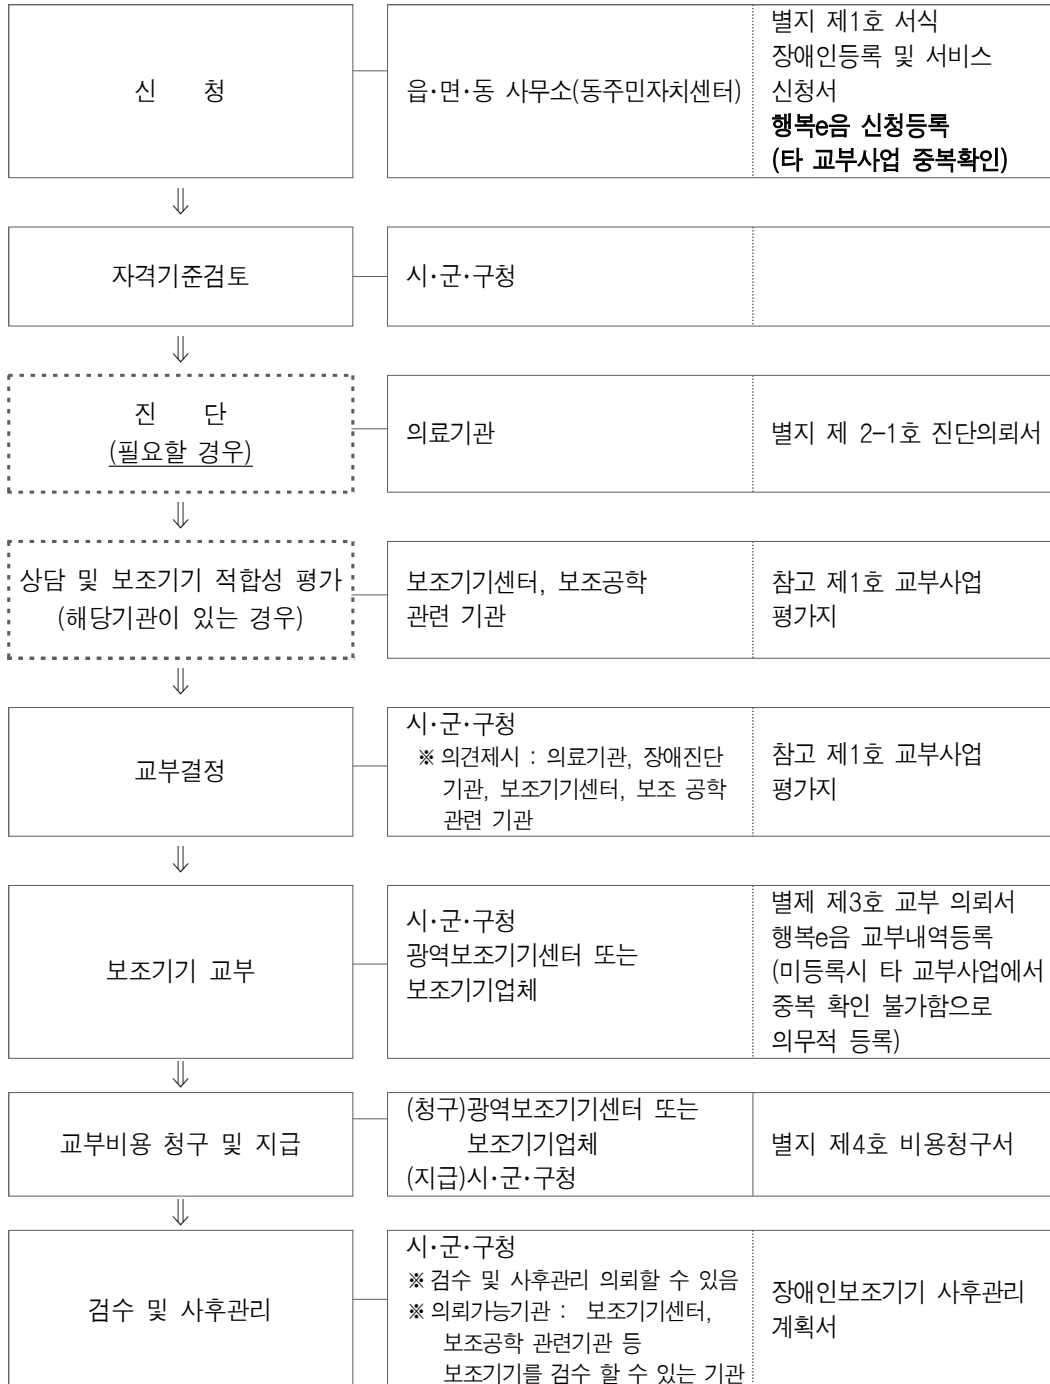 신 청
읍·면·동 사무소(동주민자치센터)
별지 제1호 서식
장애인등록 및 서비스
신청서
행복e음 신청등록
(타 교부사업 중복확인)
⇓
자격기준검토
시·군·구청
⇓
진 단
(필요할 경우)
의료기관
별지 제 2-1호 진단의뢰서
⇓
상담 및 보조기기 적합성 평가
(해당기관이 있는 경우)
보조기기센터, 보조공학
관련 기관
참고 제1호 교부사업
평가지
⇓
교부결정
시·군·구청
※ 의견제시 : 의료기관, 장애진단
기관, 보조기기센터, 보조 공학
관련 기관
참고 제1호 교부사업
평가지
⇓
보조기기 교부
시·군·구청
광역보조기기센터 또는
보조기기업체
별제 제3호 교부 의뢰서
행복e음 교부내역등록
(미등록시 타 교부사업에서
중복 확인 불가함으로
의무적 등록)
⇓
교부비용 청구 및 지급
(청구)광역보조기기센터 또는
보조기기업체
(지급)시·군·구청
별지 제4호 비용청구서
⇓
검수 및 사후관리
시·군·구청
※ 검수 및 사후관리 의뢰할 수 있음
※ 의뢰가능기관 : 보조기기센터,
보조공학 관련기관 등
보조기기를 검수 할 수 있는 기관
장애인보조기기 사후관리
계획서